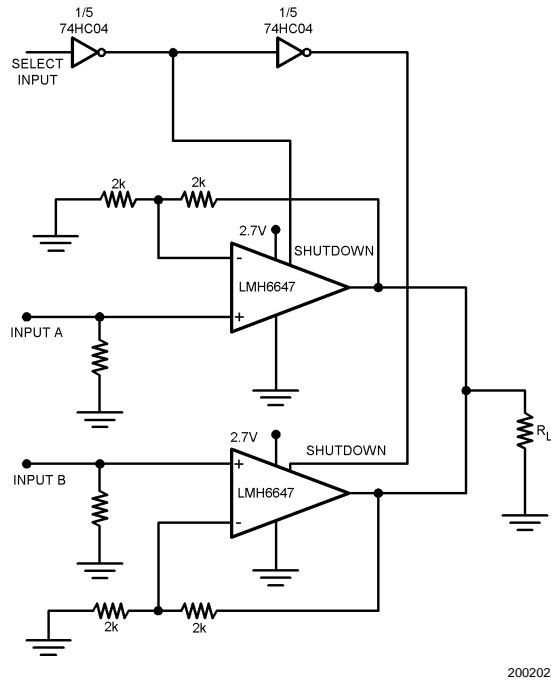 1/5
74HC04
1/5
74HC04
SELECT
INPUT
2k
2k
2.7V
SHUTDOWN
-
LMH6647
+
INPUT A
2.7V
SHUTDOWN
+
LMH6647
-
INPUT B
RL
2k
2k
200202